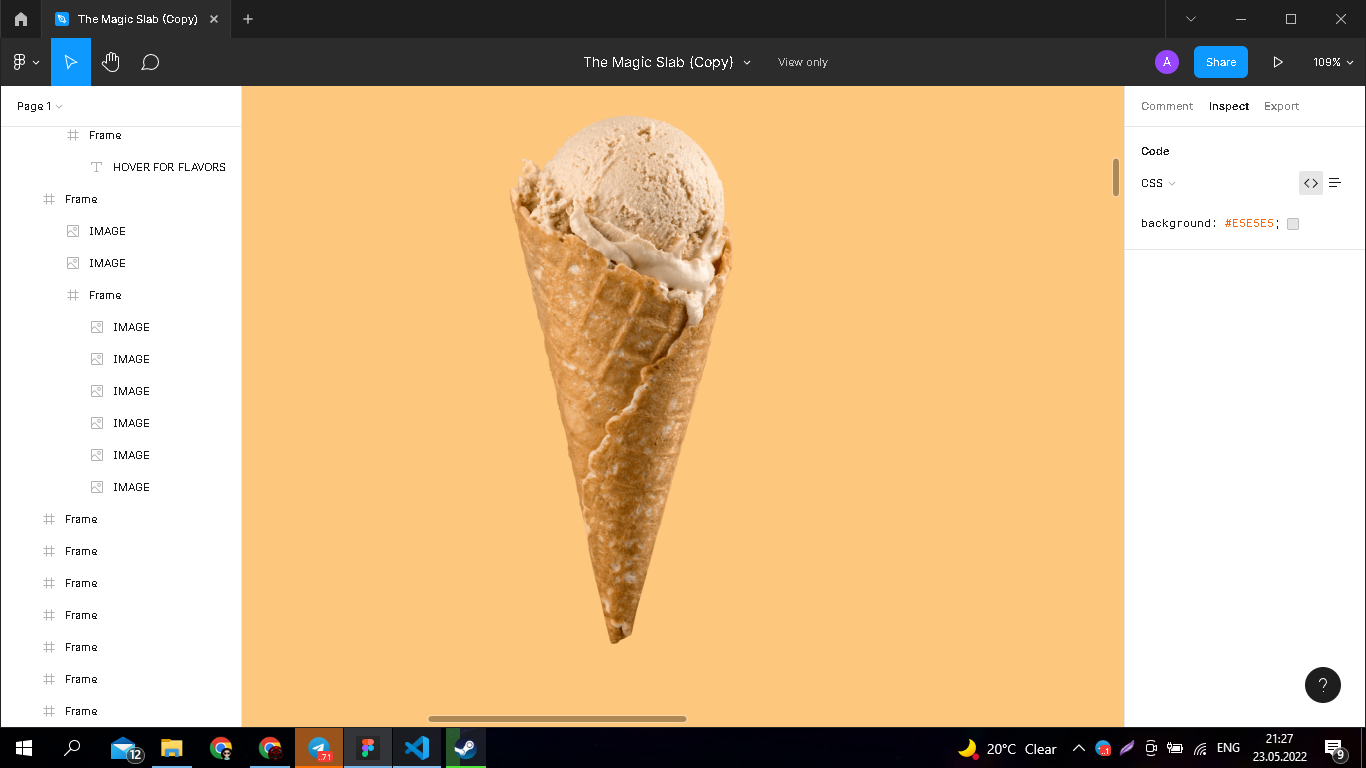 The Magic Slab (Copy)
The Magic Slab (Copy)
View only
A
Share
109%
Page 1
Frame
HOVER FOR FLAVORS
Frame
IMAGE
IMAGE
Frame
IMAGE
IMAGE
IMAGE
IMAGE
IMAGE
IMAGE
Frame
Frame
Frame
Frame
Frame
Frame
Frame
Comment Inspect Export
Code
CSS
background: #E5E5E5;
?
12
71
20°C Clear
ENG
21:27
23.05.2022
9